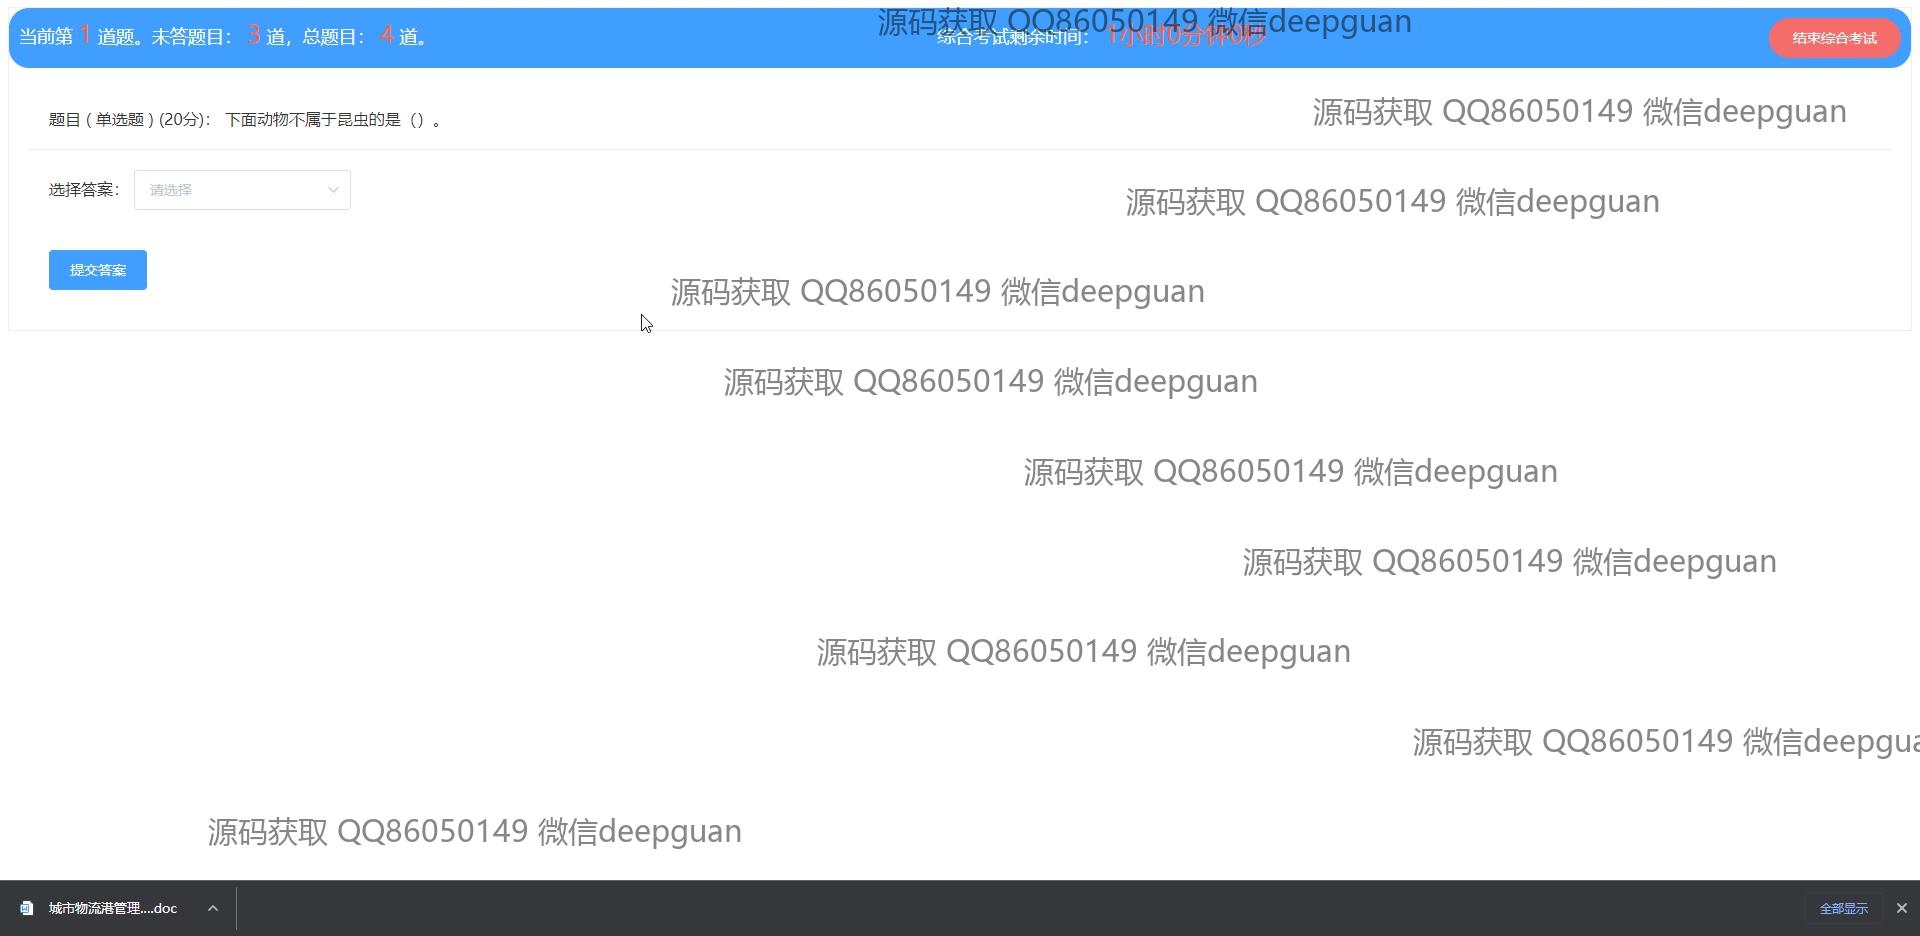 源码获取 QQ86050149 微信deepguan
当前第 1 道题。未答题目： 3 道，总题目： 4 道。
综合考试剩余时间： 1小时0分钟0秒
结束综合考试
源码获取 QQ86050149 微信deepguan
题目 ( 单选题 ) (20分)： 下面动物不属于昆虫的是（）。
选择答案： 请选择
源码获取 QQ86050149 微信deepguan
提交答案
源码获取 QQ86050149 微信deepguan
源码获取 QQ86050149 微信deepguan
源码获取 QQ86050149 微信deepguan
源码获取 QQ86050149 微信deepguan
源码获取 QQ86050149 微信deepguan
源码获取 QQ86050149 微信deepgua
源码获取 QQ86050149 微信deepguan
城市物流港管理....doc
全部显示